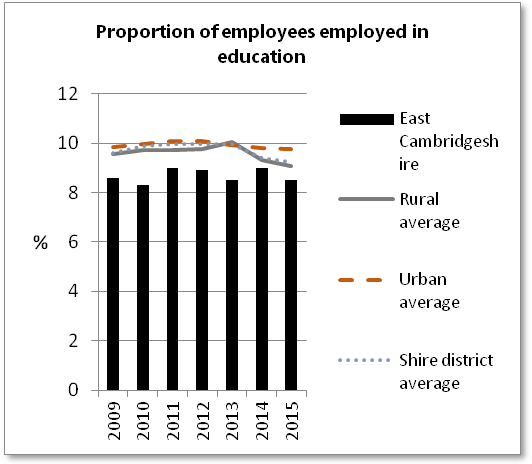 Proportion of employees employed in
education
12
10
8
6
4
2
0
%
2009
2010
2011
2012
2013
2014
2015
East
Cambridgesh
ire
Rural
average
Urban
average
Shire district
average